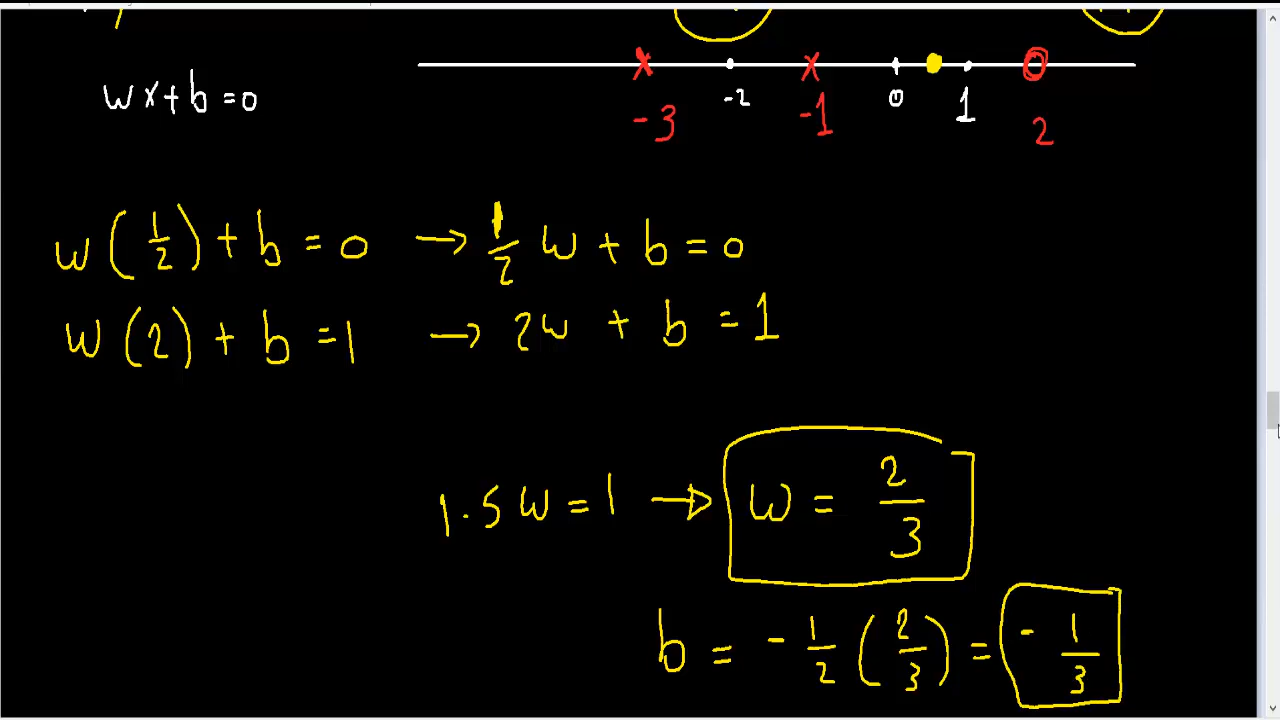 -3 -2 -1 0 1 2
wx+b=0
w(1/2)+b=0 → 1/2 w + b = 0
w(2)+b=1 → 2w + b = 1
1.5w=1 → w = 2/3
b = -1/2 (2/3) = -1/3